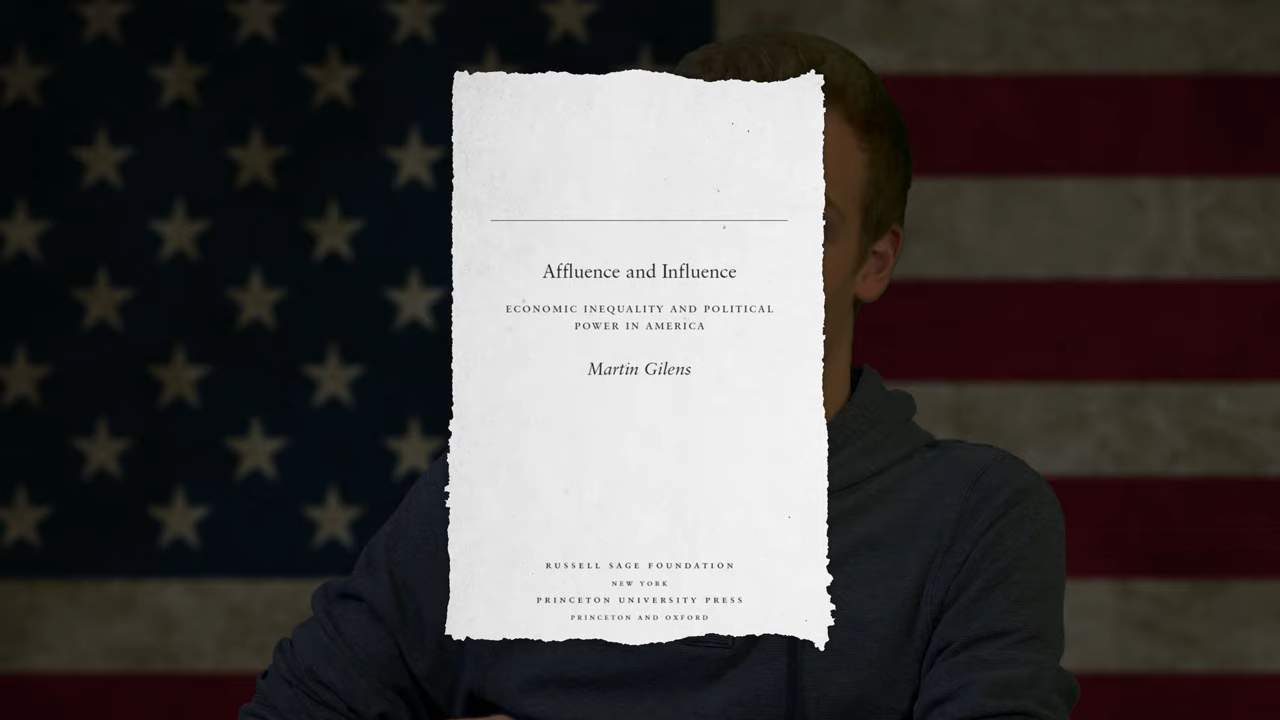 Affluence and Influence
ECONOMIC INEQUALITY AND POLITICAL
POWER IN AMERICA
Martin Gilens
RUSSELL SAGE FOUNDATION
NEW YORK
PRINCETON UNIVERSITY PRESS
PRINCETON AND OXFORD